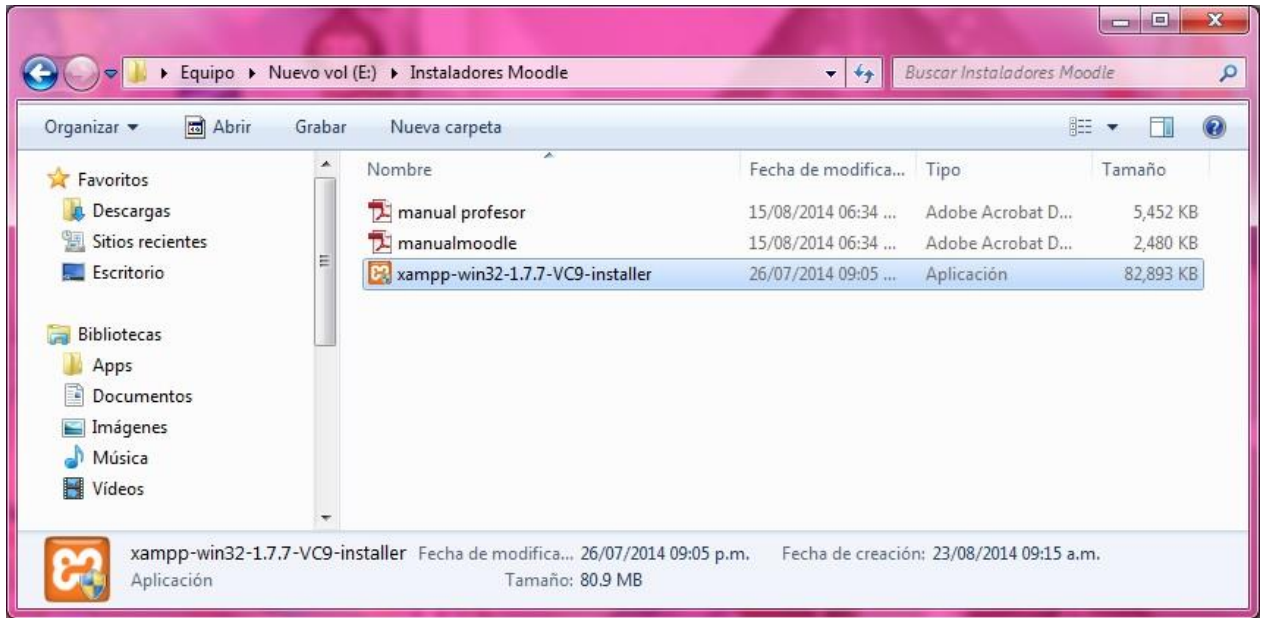 Equipo Nuevo vol (E:) Instaladores Moodle Buscar Instaladores Moodle
Organizar Abrir Grabar Nueva carpeta
Favoritos
Descargas
Sitios recientes
Escritorio
Bibliotecas
Apps
Documentos
Imágenes
Música
Vídeos
Nombre Fecha de modifica... Tipo Tamaño
manual profesor 15/08/2014 06:34 ... Adobe Acrobat D... 5,452 KB
manualmoodle 15/08/2014 06:34 ... Adobe Acrobat D... 2,480 KB
xampp-win32-1.7.7-VC9-installer 26/07/2014 09:05 ... Aplicación 82,893 KB
xampp-win32-1.7.7-VC9-installer Fecha de modifica... 26/07/2014 09:05 p.m. Fecha de creación: 23/08/2014 09:15 a.m.
Aplicación Tamaño: 80.9 MB